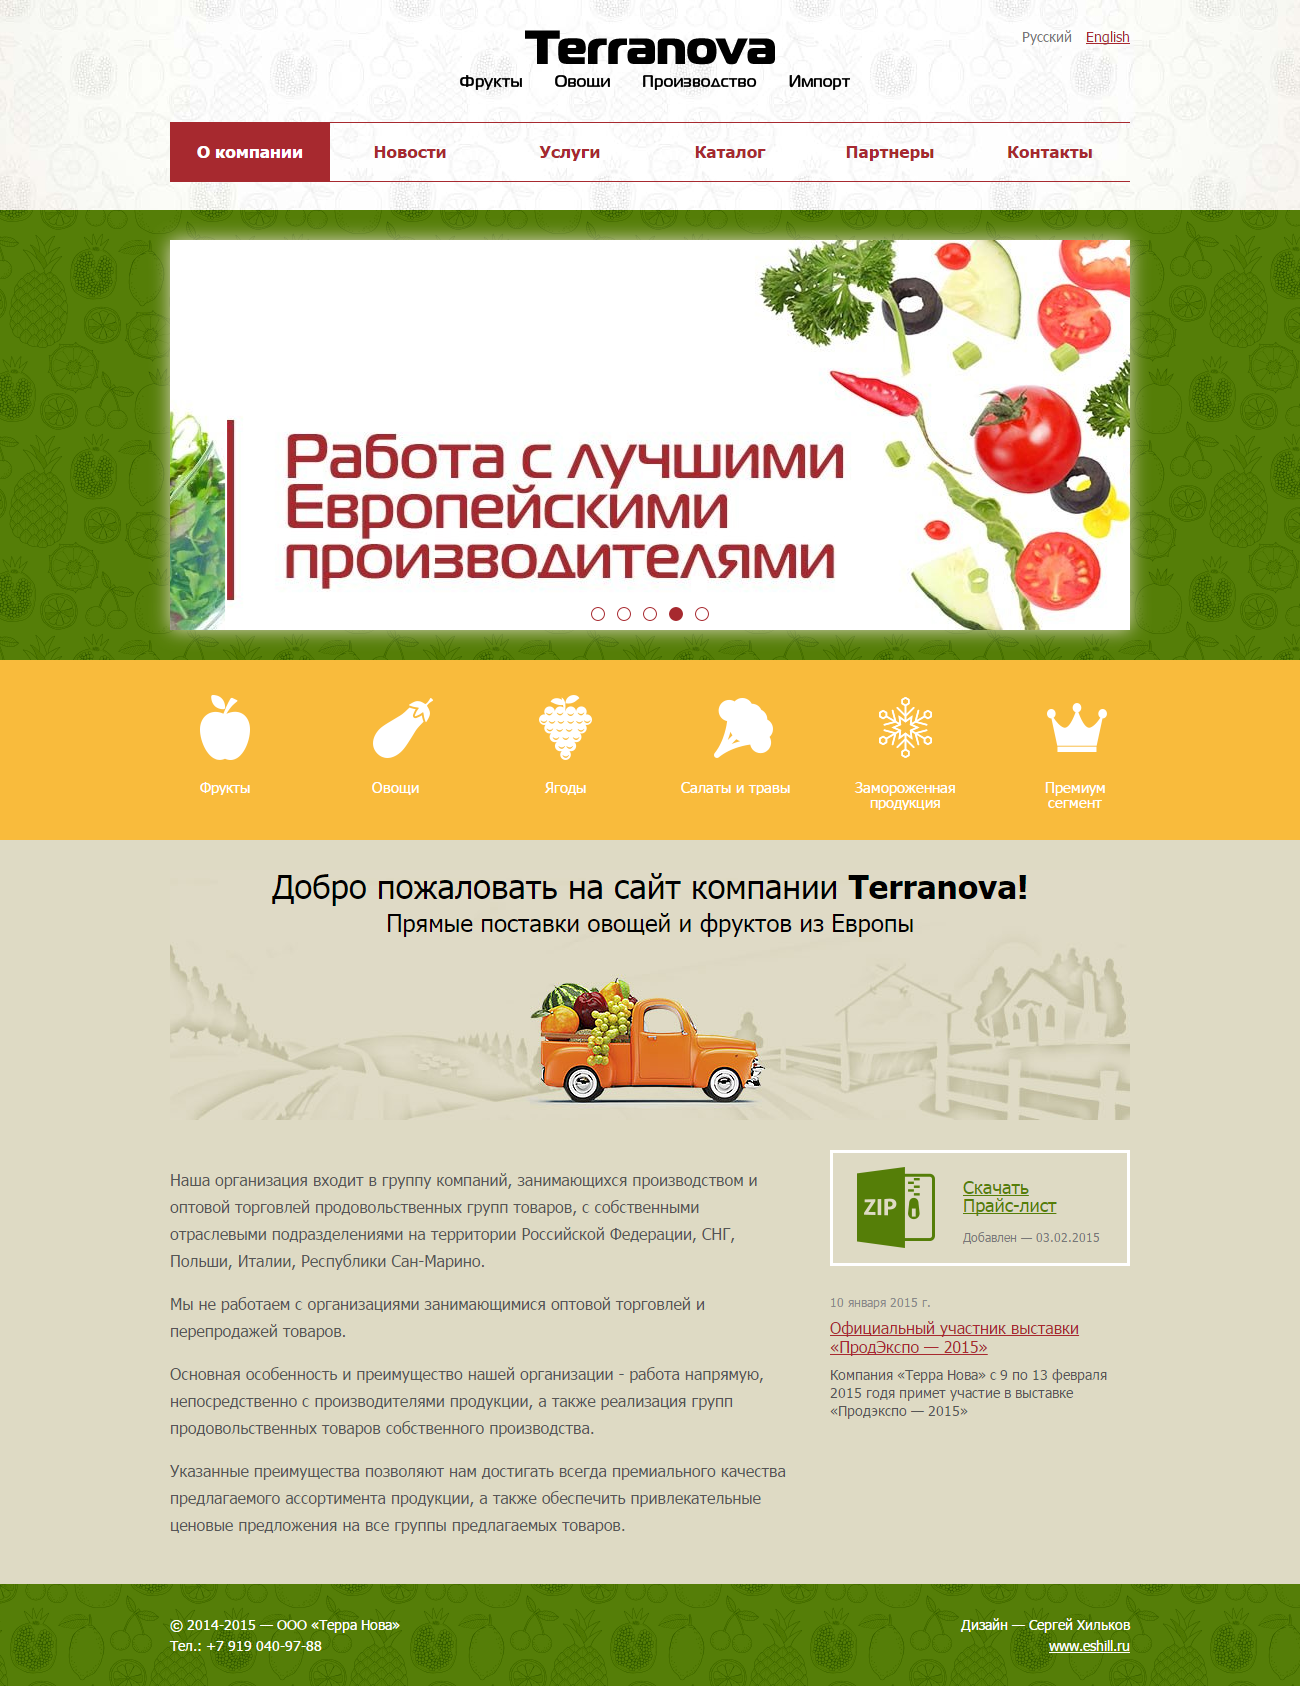 Terranova
Фрукты Овощи Производство Импорт
Русский English
О компании Новости Услуги Каталог Партнеры Контакты
Работа с лучшими
Европейскими
производителями
Фрукты
Овощи
Ягоды
Салаты и травы
Замороженная
продукция
Премиум
сегмент
Добро пожаловать на сайт компании Terranova!
Прямые поставки овощей и фруктов из Европы
Наша организация входит в группу компаний, занимающихся производством и
оптовой торговлей продовольственных групп товаров, с собственными
отраслевыми подразделениями на территории Российской Федерации, СНГ,
Польши, Италии, Республики Сан-Марино.
Мы не работаем с организациями занимающимися оптовой торговлей и
перепродажей товаров.
Основная особенность и преимущество нашей организации - работа напрямую,
непосредственно с производителями продукции, а также реализация групп
продовольственных товаров собственного производства.
Указанные преимущества позволяют нам достигать всегда премиального качества
предлагаемого ассортимента продукции, а также обеспечить привлекательные
ценовые предложения на все группы предлагаемых товаров.
ZIP
Скачать
Прайс-лист
Добавлен — 03.02.2015
10 января 2015 г.
Официальный участник выставки
«ПродЭкспо — 2015»
Компания «Терра Нова» с 9 по 13 февраля
2015 годя примет участие в выставке
«Продэкспо — 2015»
© 2014-2015 — ООО «Терра Нова»
Тел.: +7 919 040-97-88
Дизайн — Сергей Хильков
www.eshill.ru